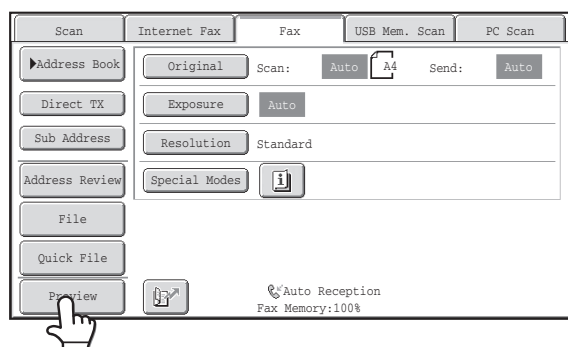 Scan Internet Fax Fax USB Mem. Scan PC Scan
Address Book
Original Scan: Auto A4 Send: Auto
Direct TX
Exposure Auto
Sub Address
Resolution Standard
Address Review
Special Modes
File
Quick File
Preview
Auto Reception
Fax Memory:100%